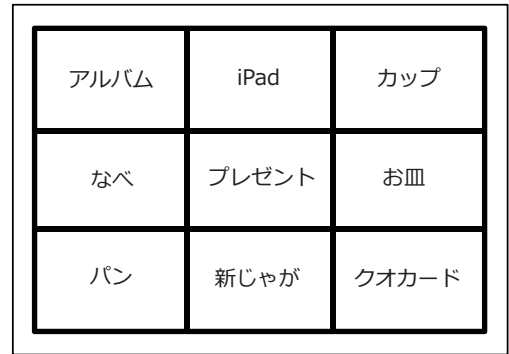 アルバム
iPad
カップ
なべ
プレゼント
お皿
パン
新じゃが
クオカード